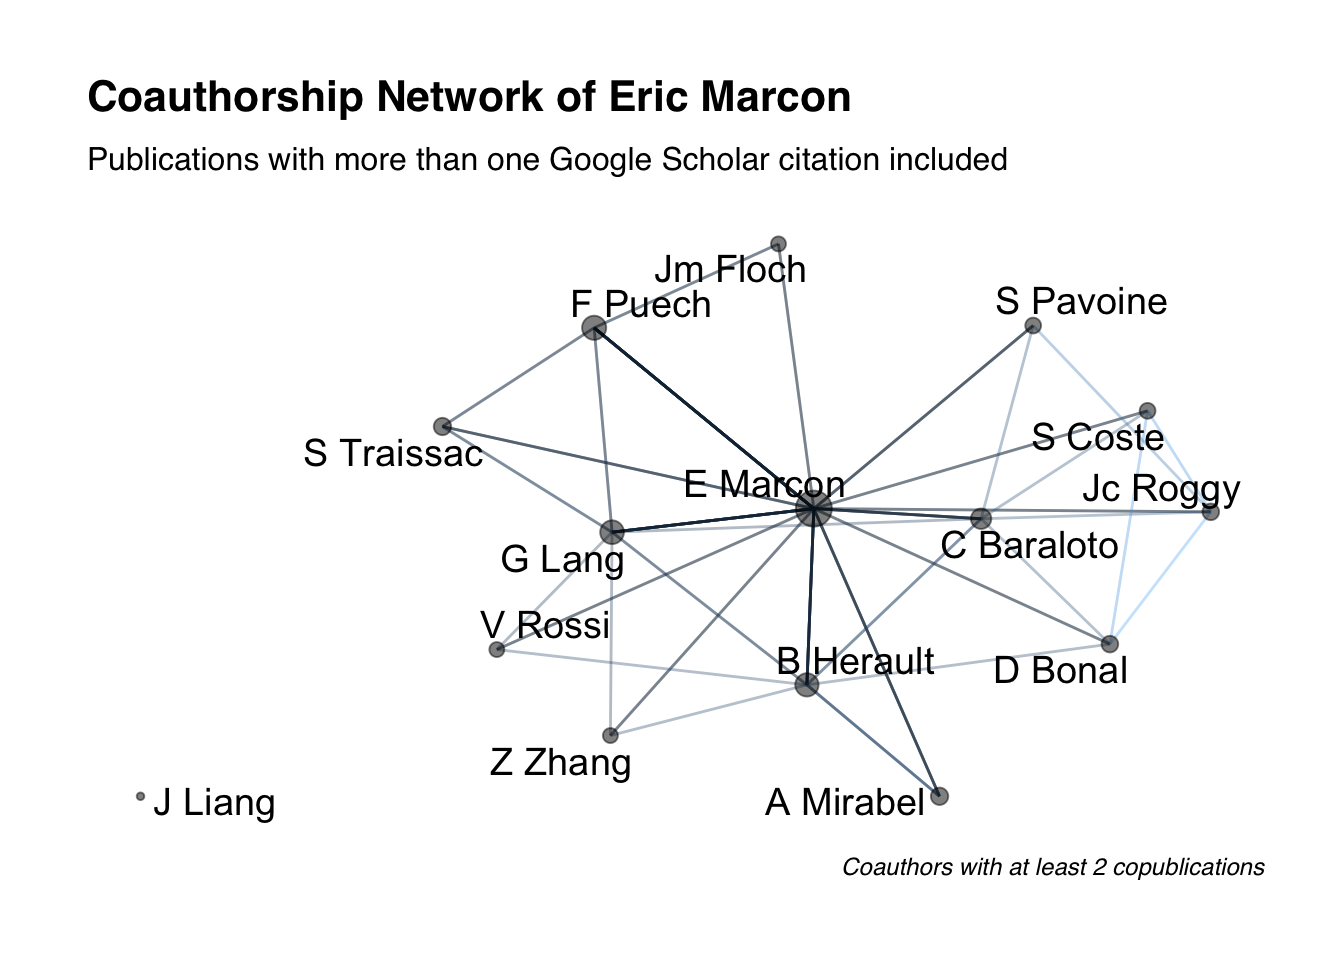 Coauthorship Network of Eric Marcon
Publications with more than one Google Scholar citation included
Jm Floch
F Puech
S Pavoine
S Coste
S Traissac
E Marcon
Jc Roggy
C Baraloto
G Lang
V Rossi
B Herault
D Bonal
Z Zhang
J Liang
A Mirabel
Coauthors with at least 2 copublications